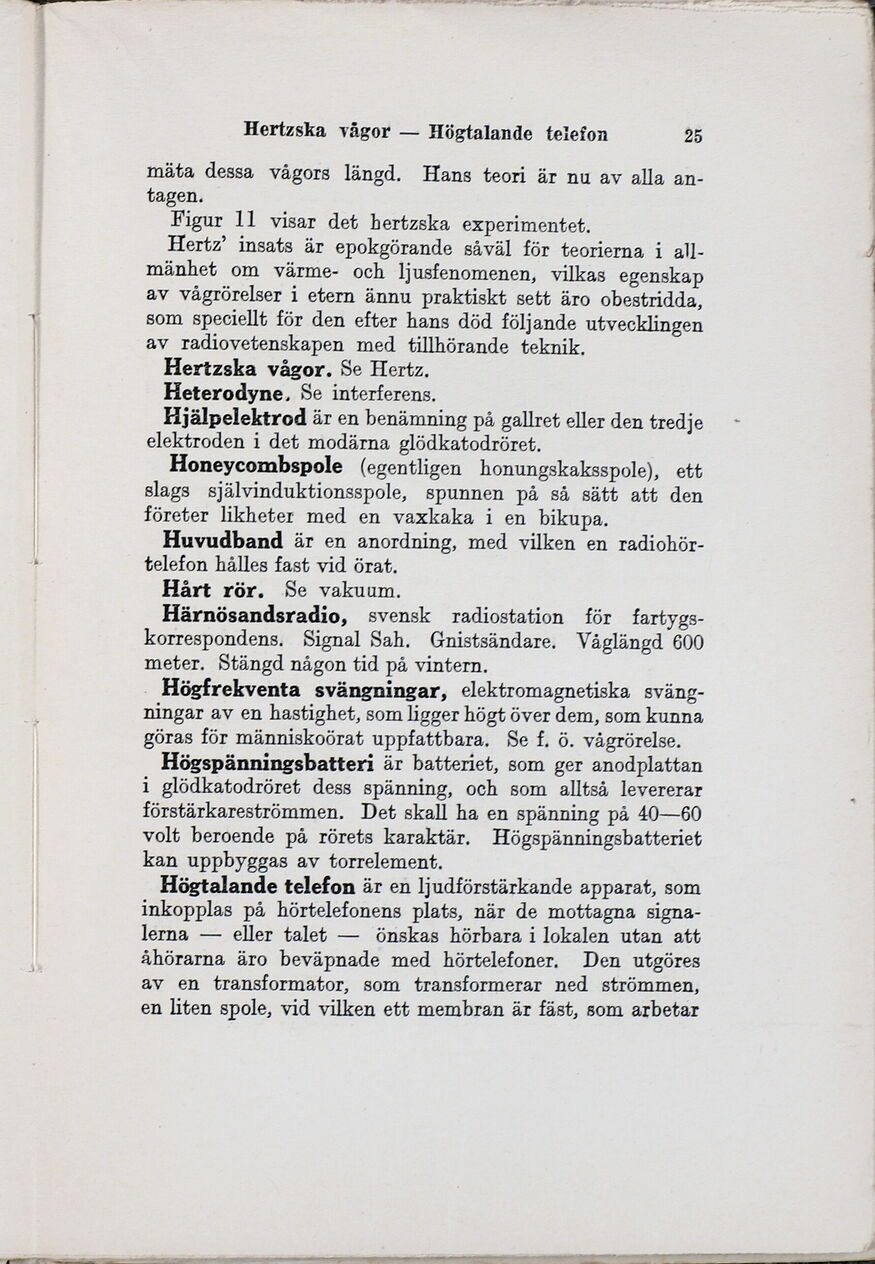 Hertzska vågor — Högtalande telefon 25
mäta dessa vågors längd. Hans teori är nu av alla an-
tagen.
Figur 11 visar det hertzska experimentet.
Hertz’ insats är epokgörande såväl för teorierna i all-
mänhet om värme- och ljusfenomenen, vilkas egenskap
av vågrörelser i etern ännu praktiskt sett äro obestridda,
som speciellt för den efter hans död följande utvecklingen
av radiovetenskapen med tillhörande teknik.
Hertzska vågor. Se Hertz.
Heterodyne. Se interferens.
Hjälpelektrod är en benämning på gallret eller den tredje
elektroden i det modärna glödkatodröret.
Honeycombspole (egentligen honungskaksspole), ett
slags självinduktionsspole, spunnen på så sätt att den
företer likheter med en vaxkaka i en bikupa.
Huvudband är en anordning, med vilken en radiohör-
telefon hålles fast vid örat.
Hårt rör. Se vakuum.
Härnösandsradio, svensk radiostation för fartygs-
korrespondens. Signal Sah. Gnistsändare. Våglängd 600
meter. Stängd någon tid på vintern.
Högfrekventa svängningar, elektromagnetiska sväng-
ningar av en hastighet, som ligger högt över dem, som kunna
göras för människoörat uppfattbara. Se f. ö. vågrörelse.
Högspänningsbatteri är batteriet, som ger anodplattan
i glödkatodröret dess spänning, och som alltså levererar
förstärkareströmmen. Det skall ha en spänning på 40—60
volt beroende på rörets karaktär. Högspänningsbatteriet
kan uppbyggas av torrelement.
Högtalande telefon är en ljudförstärkande apparat, som
inkopplas på hörtelefonens plats, när de mottagna signa-
lerna — eller talet — önskas hörbara i lokalen utan att
åhörarna äro beväpnade med hörtelefoner. Den utgöres
av en transformator, som transformerar ned strömmen,
en liten spole, vid vilken ett membran är fäst, som arbetar